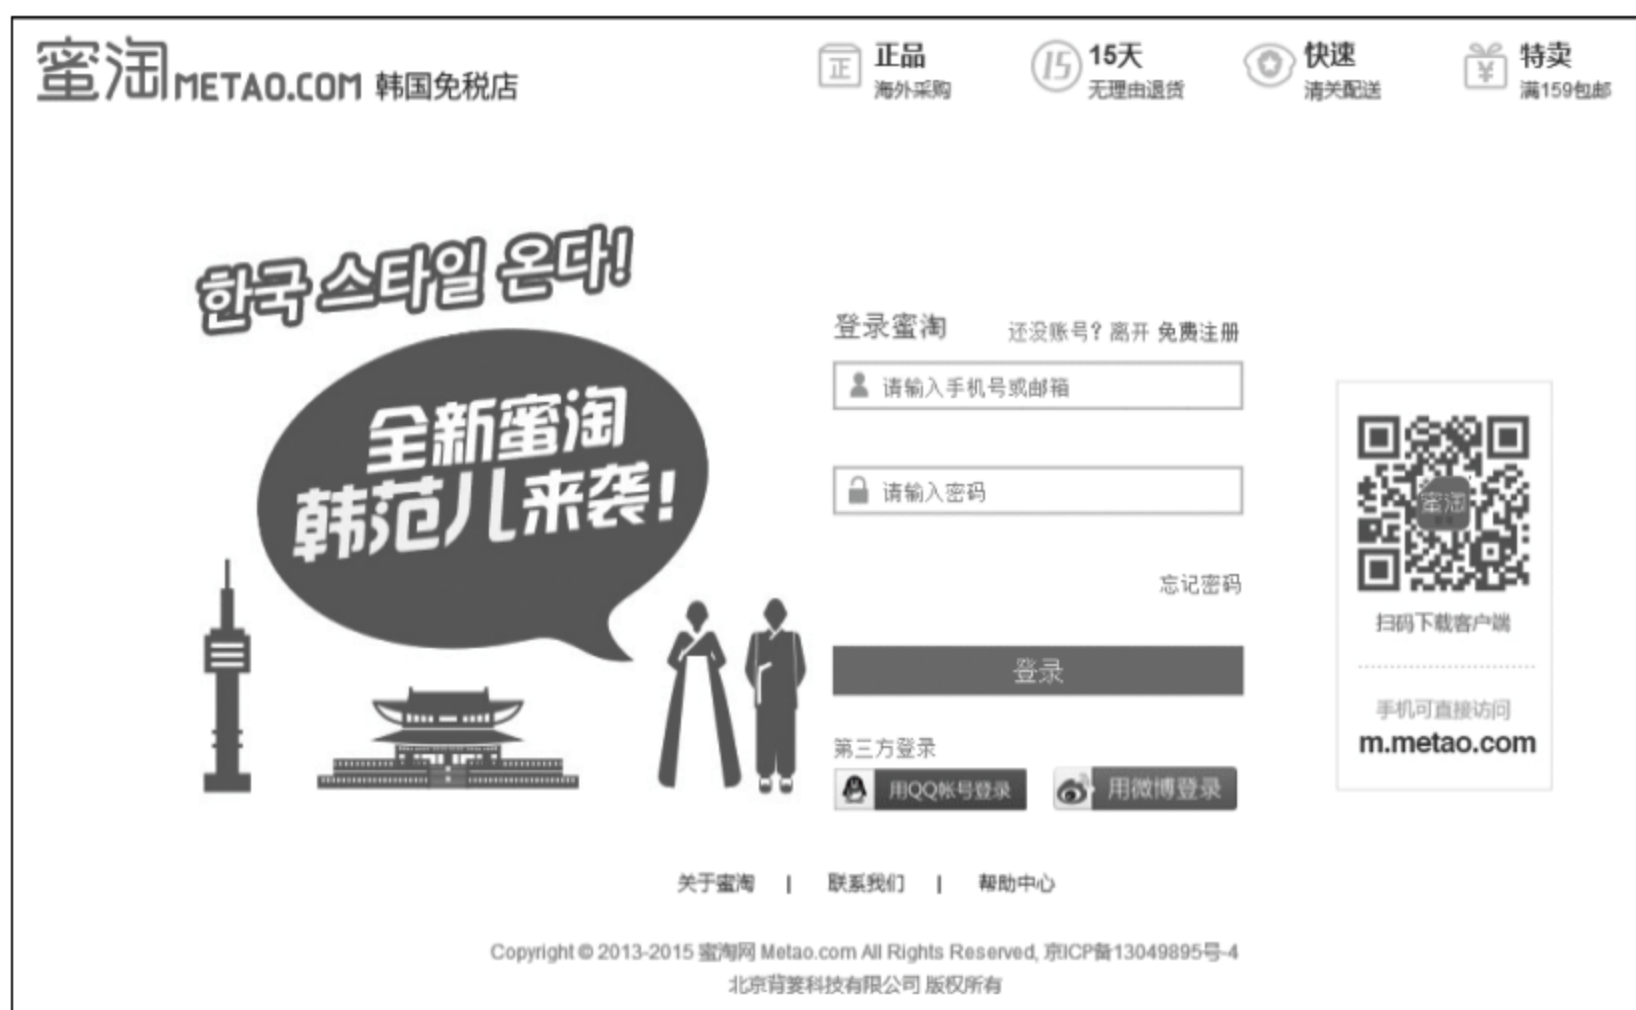 蜜淘 METAO.COM 韩国免税店
正 正品
海外采购
15 15天
无理由退货
快速
清关配送
¥ 特卖
满159包邮
한국 스타일 온다!
全新蜜淘
韩范儿来袭!
登录蜜淘 还没账号? 离开 免费注册
请输入手机号或邮箱
请输入密码
忘记密码
登录
第三方登录
用QQ帐号登录 用微博登录
蜜淘
扫码下载客户端
手机可直接访问
m.metao.com
关于蜜淘 | 联系我们 | 帮助中心
Copyright © 2013-2015 蜜淘网 Metao.com All Rights Reserved, 京ICP备13049895号-4
北京背篓科技有限公司 版权所有